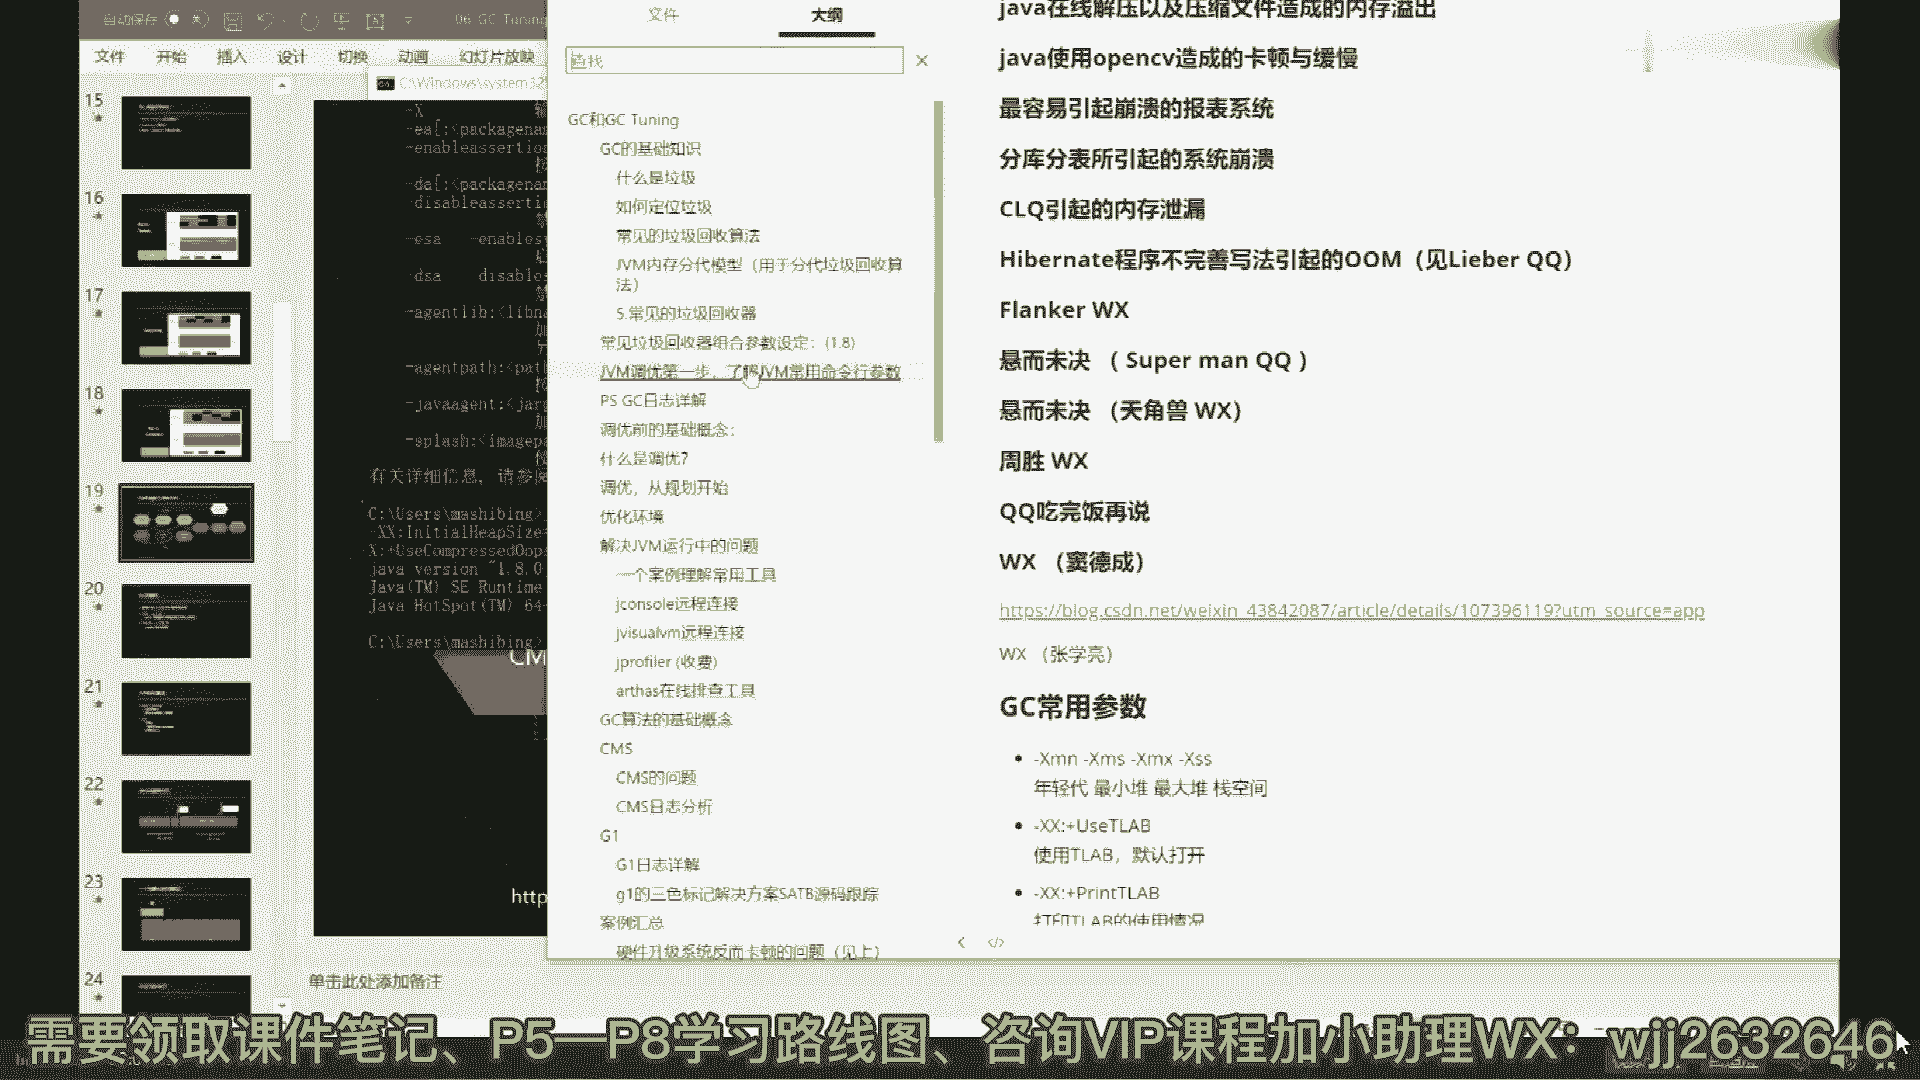 自动保存
06 GC Tuning
文件 开始 插入 设计 切换 动画 幻灯片放映
C:\Windows\system32
15
16
17
18
19
20
21
22
23
24
-X
-ea[:<packagenam
-enableassertio
-da[:<packagenam
-disableasserti
-esa -enablesy
-dsa disables
-agentlib:<libna
-agentpath:<path
-javaagent:<jarp
-splash:<imagepa
有关详细信息, 请参阅
C:\Users\mashibing>
-XX:InitialHeapSize=
X:+UseCompressedOops
java version "1.8.0
Java(TM) SE Runtime
Java HotSpot(TM) 64-
C:\Users\mashibing>
CM
http
单击此处添加备注
文件 大纲
查找
GC和GC Tuning
GC的基础知识
什么是垃圾
如何定位垃圾
常见的垃圾回收算法
JVM内存分代模型（用于分代垃圾回收算
法）
5.常见的垃圾回收器
常见垃圾回收器组合参数设定：(1.8)
JVM调优第一步，了解JVM常用命令行参数
PS GC日志详解
调优前的基础概念：
什么是调优？
调优，从规划开始
优化环境
解决JVM运行中的问题
一个案例理解常用工具
jconsole远程连接
jvisualvm远程连接
jprofiler (收费)
arthas在线排查工具
GC算法的基础概念
CMS
CMS的问题
CMS日志分析
G1
G1日志详解
g1的三色标记解决方案SATB源码跟踪
案例汇总
硬件升级系统反而卡顿的问题（见上）
java在线解压以及压缩文件造成的内存溢出
java使用opencv造成的卡顿与缓慢
最容易引起崩溃的报表系统
分库分表所引起的系统崩溃
CLQ引起的内存泄漏
Hibernate程序不完善写法引起的OOM（见Lieber QQ）
Flanker WX
悬而未决 （ Super man QQ ）
悬而未决 （天角兽 WX）
周胜 WX
QQ吃完饭再说
WX （窦德成）
https://blog.csdn.net/weixin_43842087/article/details/107396119?utm_source=app
WX （张学亮）
GC常用参数
-Xmn -Xms -Xmx -Xss
年轻代 最小堆 最大堆 栈空间
-XX:+UseTLAB
使用TLAB，默认打开
-XX:+PrintTLAB
打印TLAB的使用情况
需要领取课件笔记、P5—P8学习路线图、咨询VIP课程加小助理WX：wjj2632646